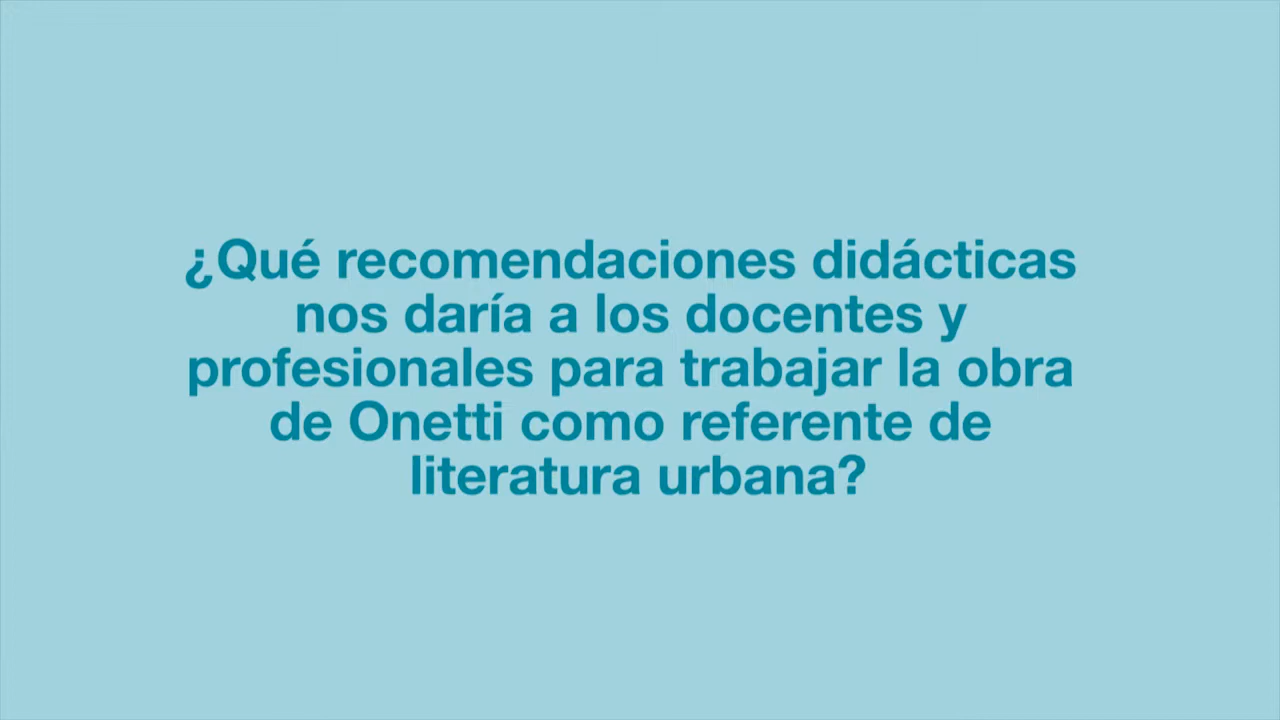 ¿Qué recomendaciones didácticas
nos daría a los docentes y
profesionales para trabajar la obra
de Onetti como referente de
literatura urbana?